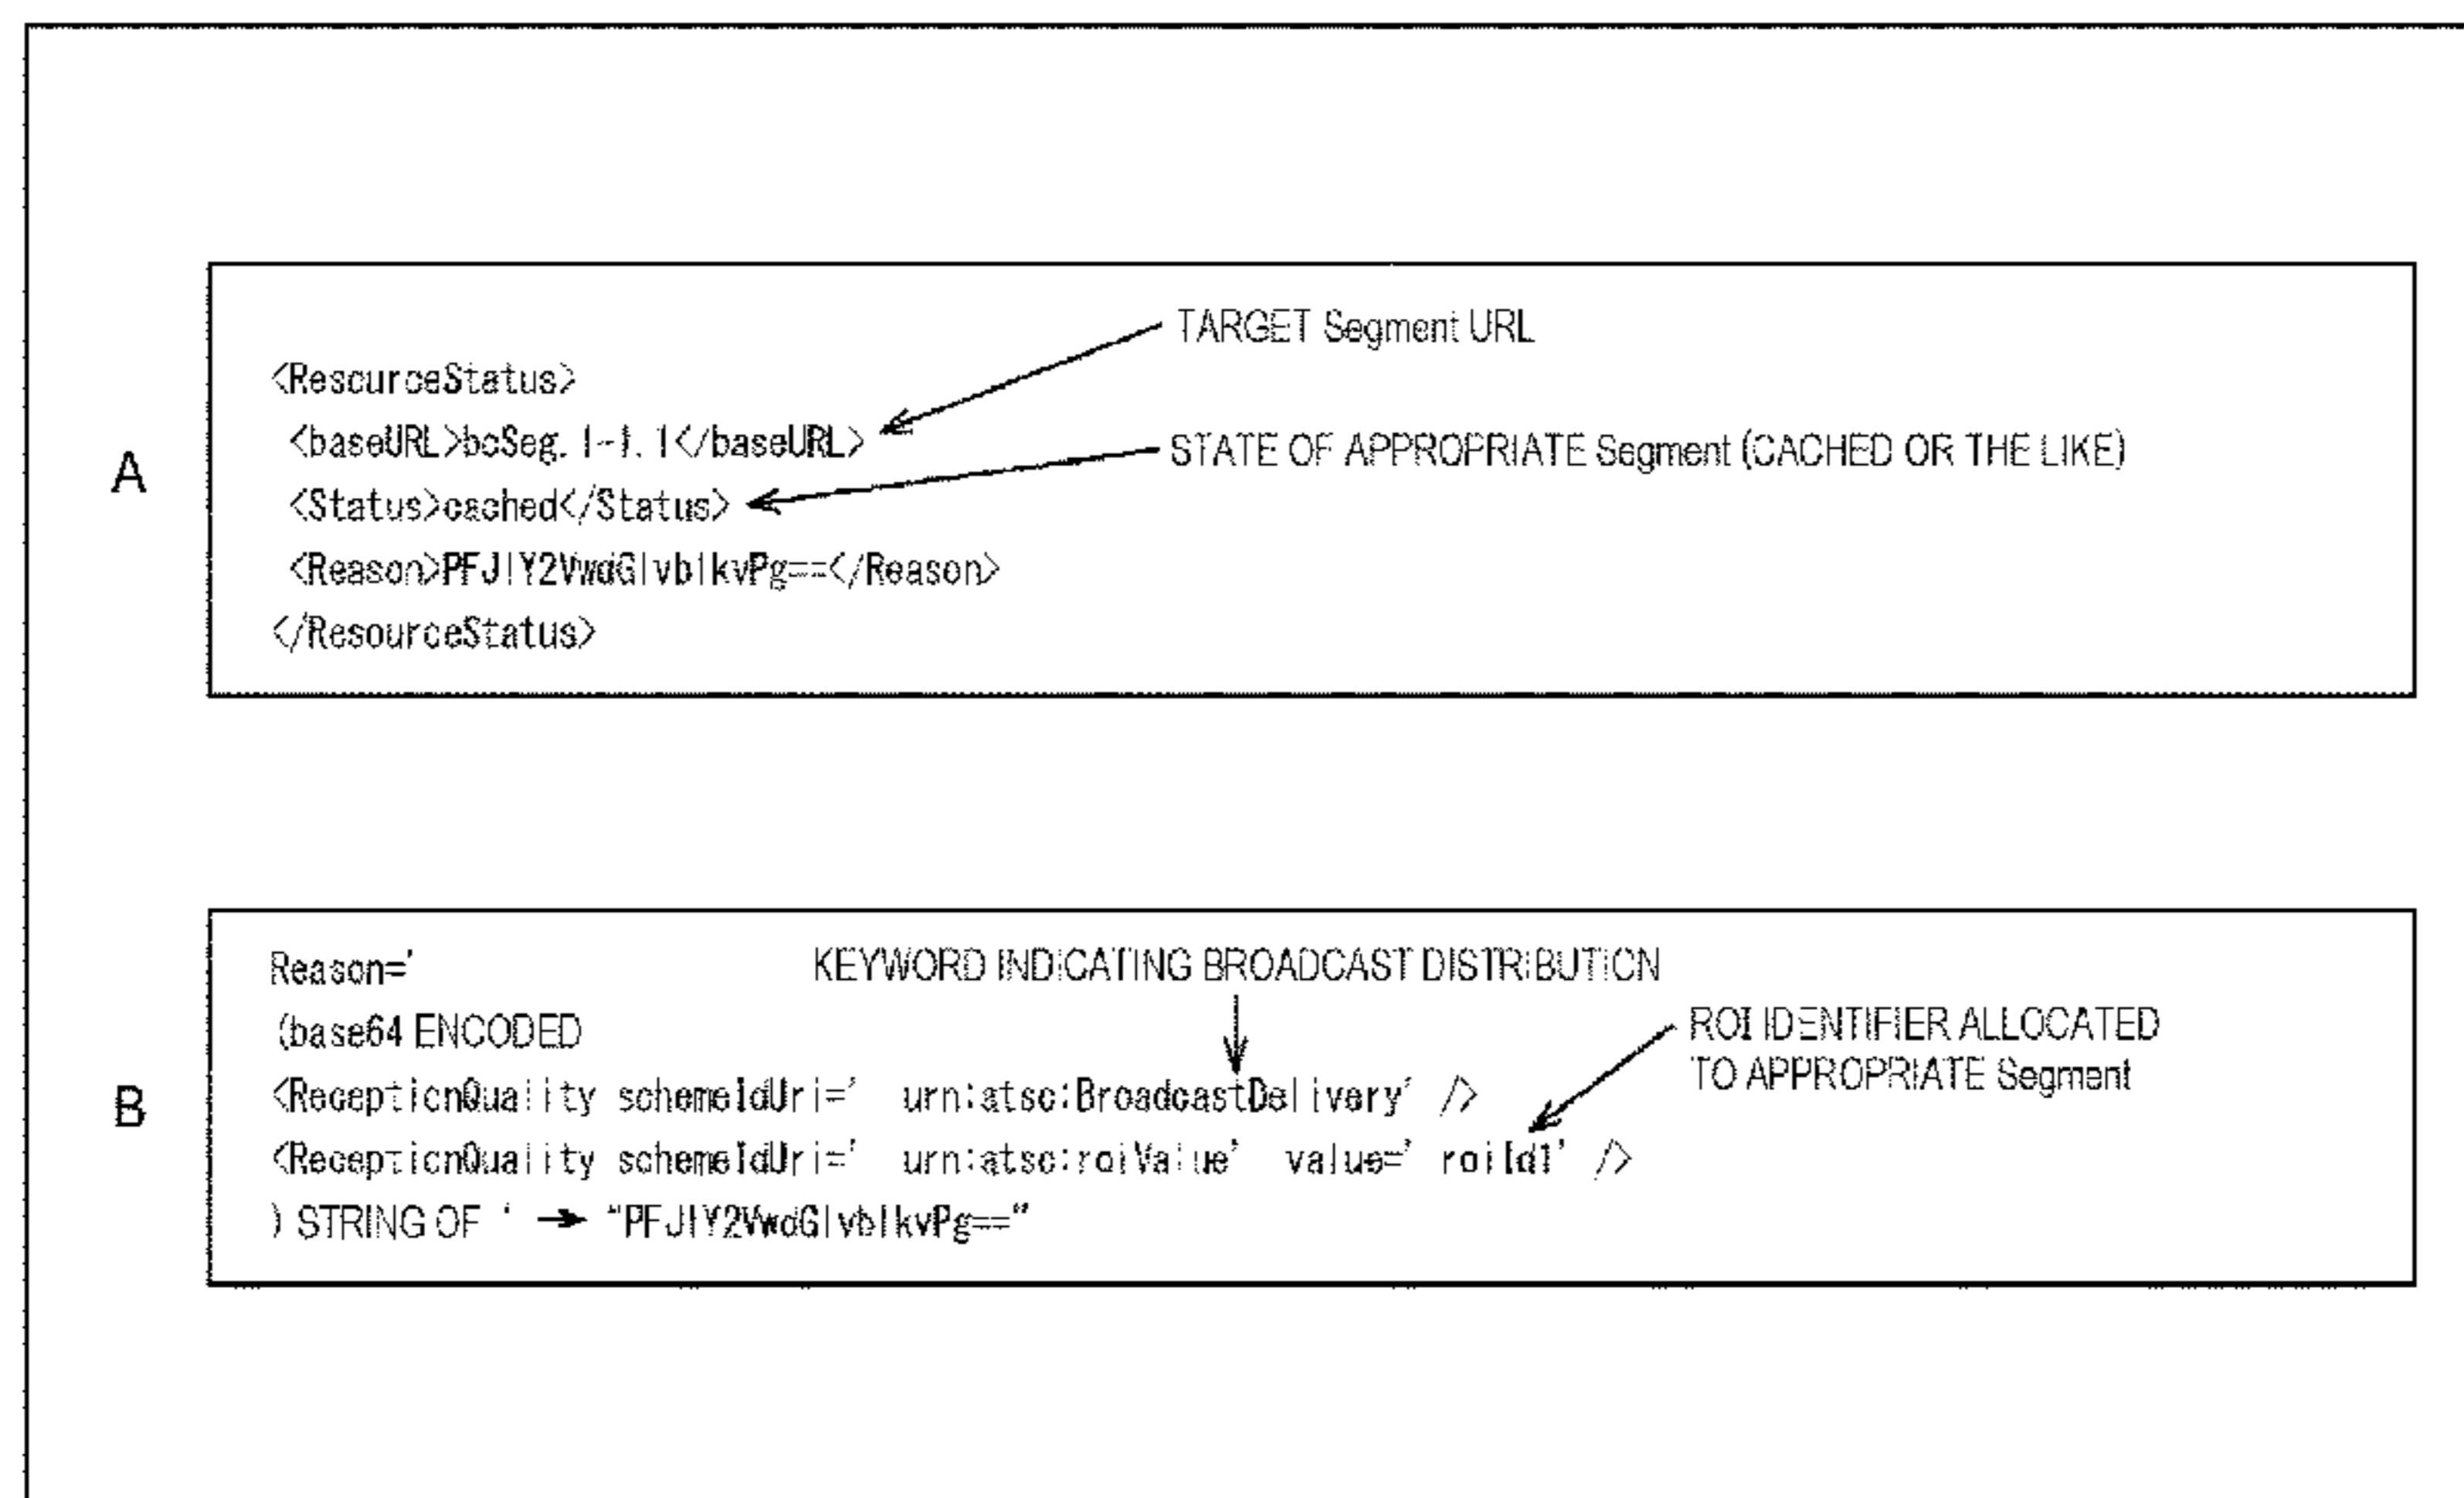 TARGET Segment URL
<ResourceStatus>
<baseURL>bcSeg.1-1.1</baseURL>
STATE OF APPROPRIATE Segment (CACHED OR THE LIKE)
A
<Status>cached</Status>
<Reason>PFJlY2VwdGlvblkvPg==</Reason>
</ResourceStatus>
Reason='
KEYWORD INDICATING BROADCAST DISTRIBUTION
(base64 ENCODED
ROI IDENTIFIER ALLOCATED
TO APPROPRIATE Segment
<ReceptionQuality schemeIdUri=' urn:atsc:BroadcastDelivery' />
B
<ReceptionQuality schemeIdUri=' urn:atsc:roiValue' value=' roiId1' />
) STRING OF ' → "PFJlY2VwdGlvblkvPg=="